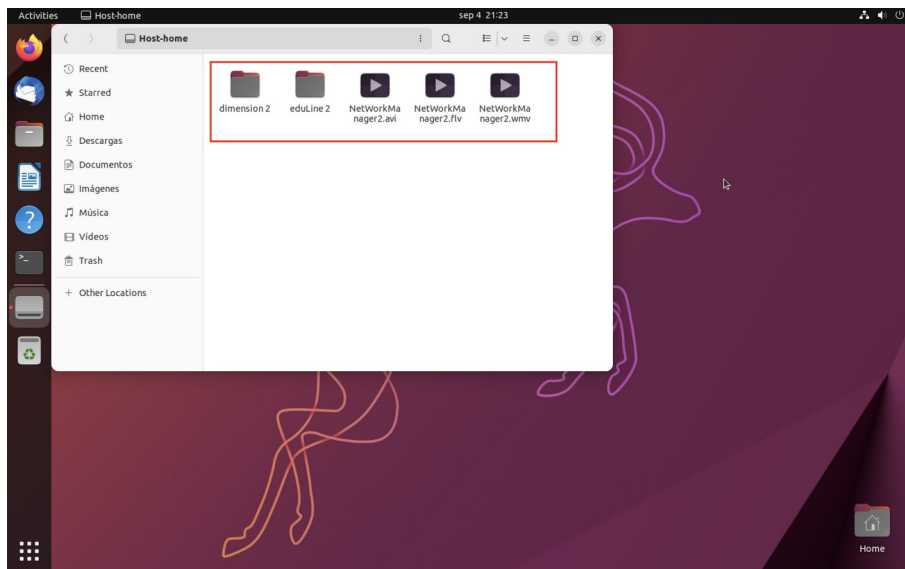 Activities
Host-home
sep 4 21:23
Host-home
Recent
Starred
Home
Descargas
Documentos
Imágenes
Música
Vídeos
Trash
Other Locations
dimension 2
eduLine 2
NetWorkMa
nager2.avi
NetWorkMa
nager2.flv
NetWorkMa
nager2.wmv
Home